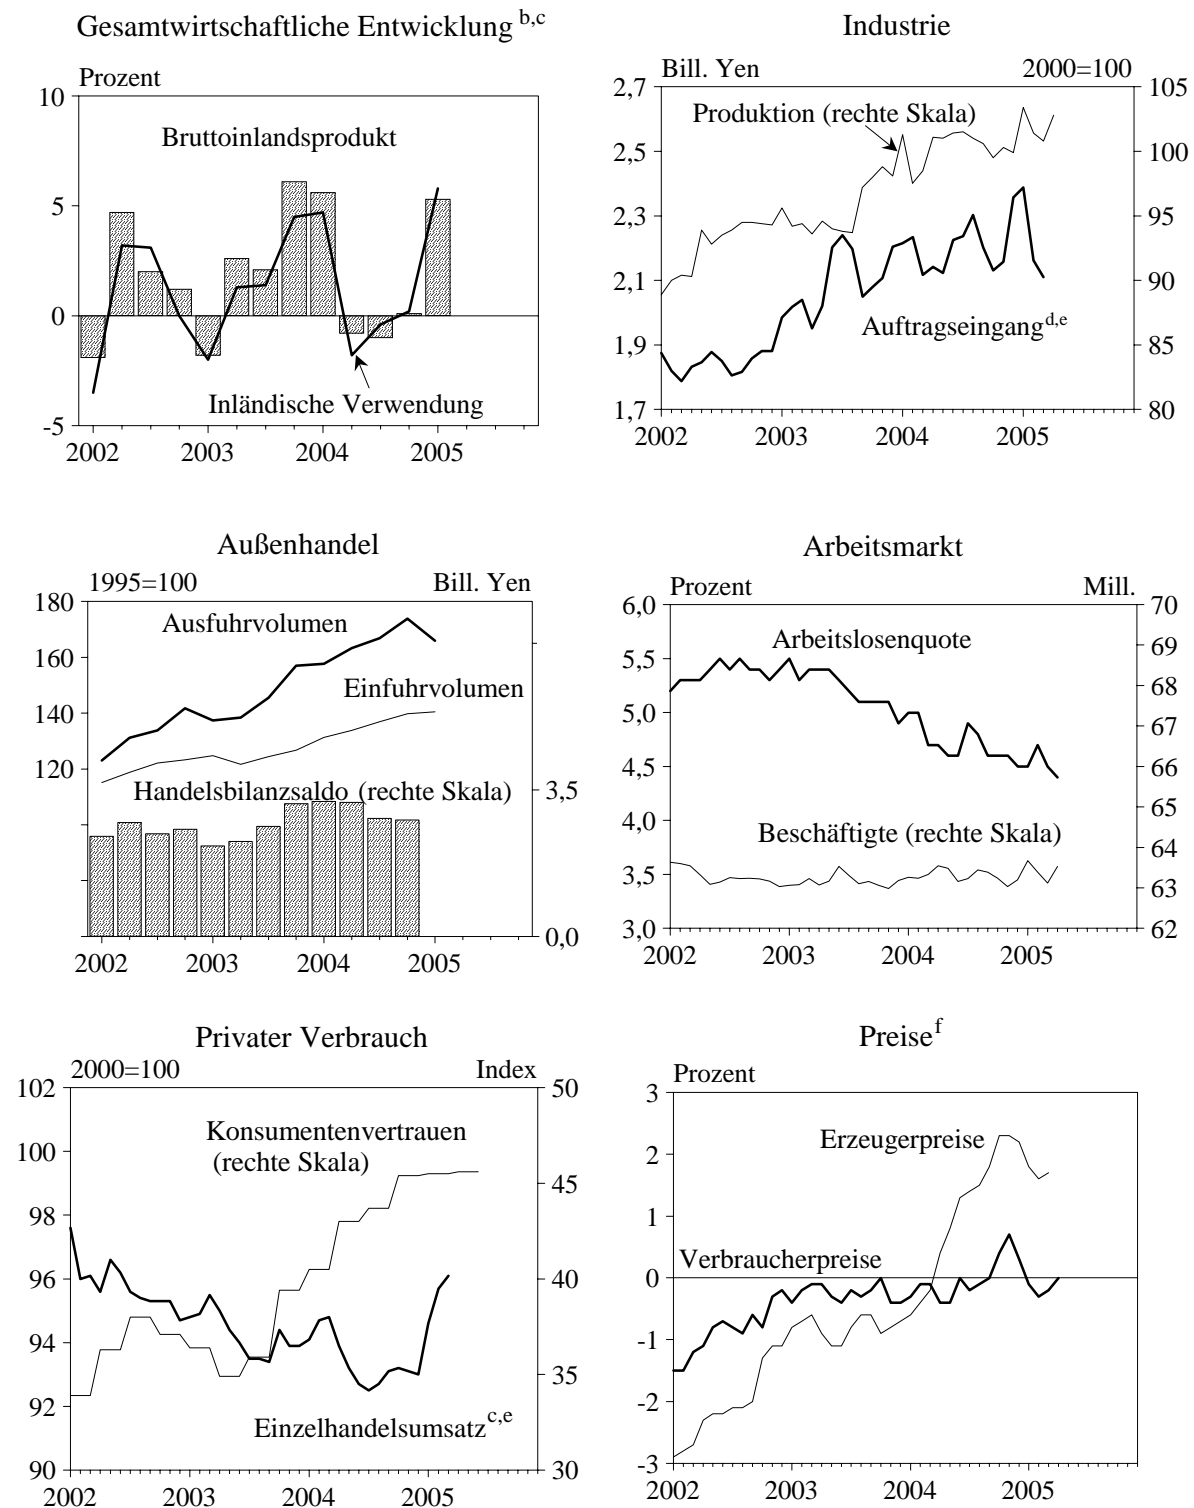 Gesamtwirtschaftliche Entwicklung b,c
Prozent
10
5
0
-5
Bruttoinlandsprodukt
Inländische Verwendung
2002 2003 2004 2005
Industrie
Bill. Yen 2000=100
2,7 105
2,5 100
2,3 95
2,1 90
1,9 85
1,7 80
Produktion (rechte Skala)
Auftragseingang d,e
2002 2003 2004 2005
Außenhandel
1995=100 Bill. Yen
180
160
140
120
3,5
0,0
Ausfuhrvolumen
Einfuhrvolumen
Handelsbilanzsaldo (rechte Skala)
2002 2003 2004 2005
Arbeitsmarkt
Prozent Mill.
6,0
5,5
5,0
4,5
4,0
3,5
3,0
70
69
68
67
66
65
64
63
62
Arbeitslosenquote
Beschäftigte (rechte Skala)
2002 2003 2004 2005
Privater Verbrauch
2000=100 Index
102
100
98
96
94
92
90
50
45
40
35
30
Konsumentenvertrauen
(rechte Skala)
Einzelhandelsumsatz c,e
2002 2003 2004 2005
Preise f
Prozent
3
2
1
0
-1
-2
-3
Erzeugerpreise
Verbraucherpreise
2002 2003 2004 2005